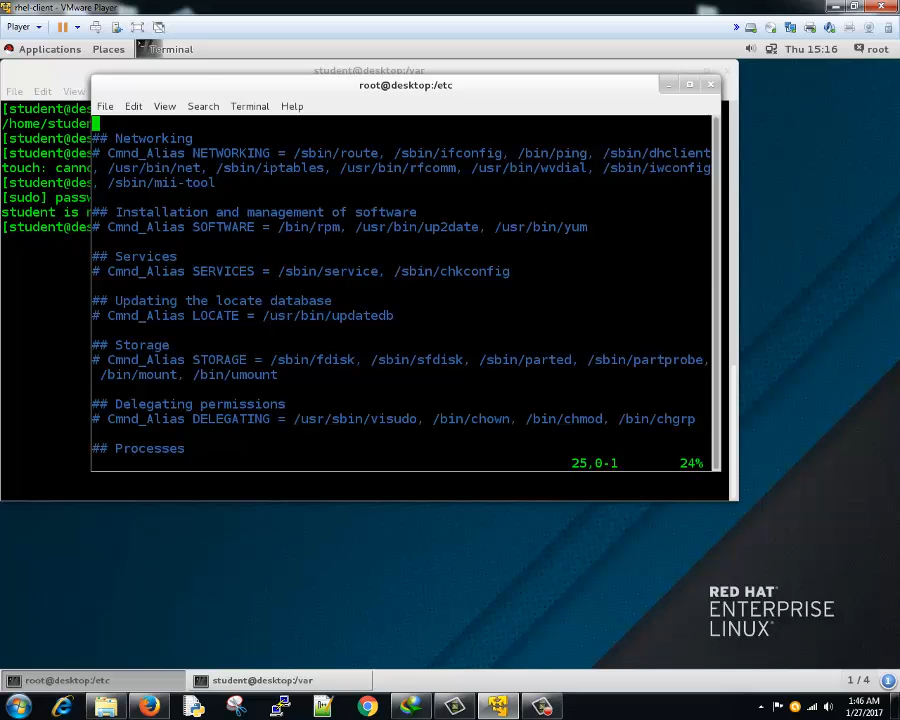 rhel-client - VMware Player
Player
Applications Places Terminal Thu 15:16 root
student@desktop:/var
File Edit View
root@desktop:/etc
File Edit View Search Terminal Help
[student@des
/home/studen
[student@des
[student@des
touch: canno
[student@des
[sudo] passw
student is n
[student@des
## Networking
# Cmnd_Alias NETWORKING = /sbin/route, /sbin/ifconfig, /bin/ping, /sbin/dhclient
, /usr/bin/net, /sbin/iptables, /usr/bin/rfcomm, /usr/bin/wvdial, /sbin/iwconfig
, /sbin/mii-tool
## Installation and management of software
# Cmnd_Alias SOFTWARE = /bin/rpm, /usr/bin/up2date, /usr/bin/yum
## Services
# Cmnd_Alias SERVICES = /sbin/service, /sbin/chkconfig
## Updating the locate database
# Cmnd_Alias LOCATE = /usr/bin/updatedb
## Storage
# Cmnd_Alias STORAGE = /sbin/fdisk, /sbin/sfdisk, /sbin/parted, /sbin/partprobe,
/bin/mount, /bin/umount
## Delegating permissions
# Cmnd_Alias DELEGATING = /usr/sbin/visudo, /bin/chown, /bin/chmod, /bin/chgrp
## Processes
25,0-1 24%
RED HAT
ENTERPRISE
LINUX
root@desktop:/etc
student@desktop:/var
1 / 4
1
1:46 AM
1/27/2017